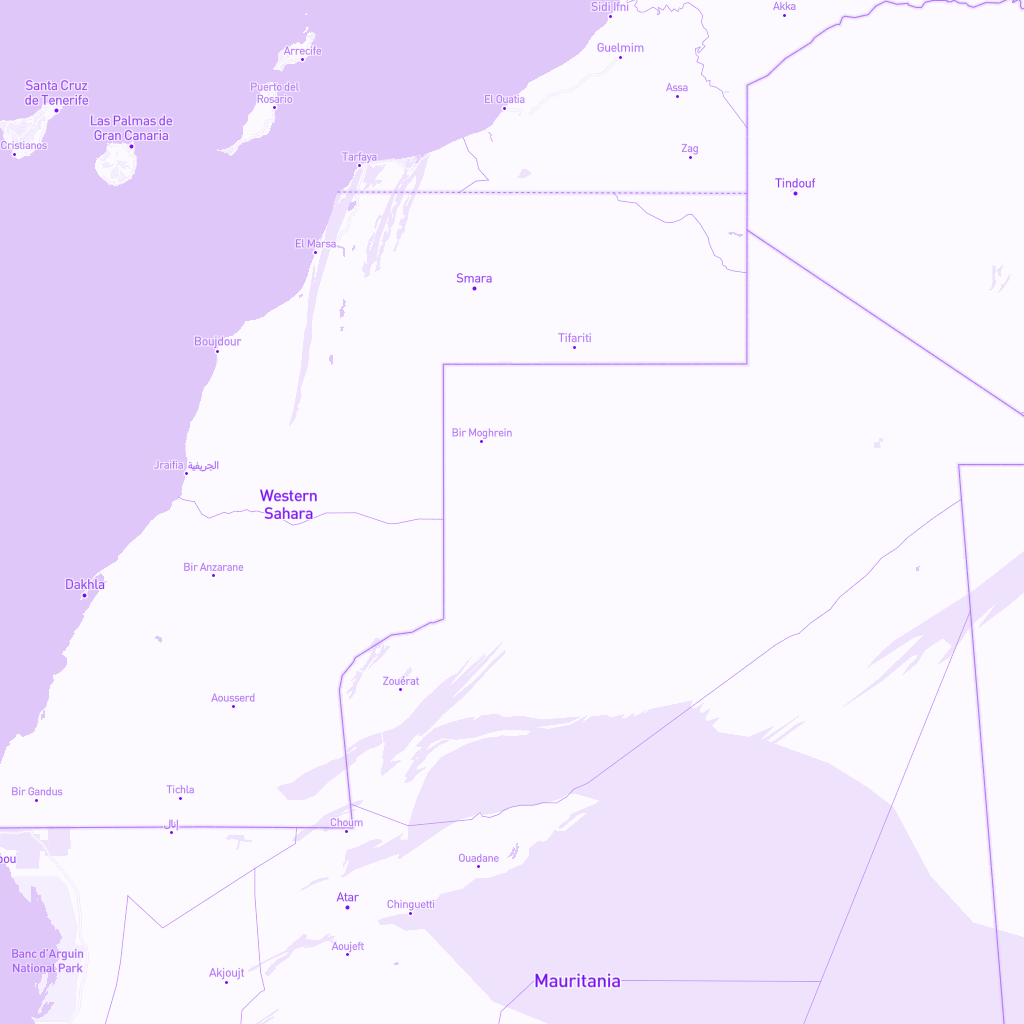 Sidi Ifni
Akka
Guelmim
Arrecife
Santa Cruz
de Tenerife
Puerto del
Rosario
Assa
El Ouatia
Las Palmas de
Gran Canaria
Cristianos
Zag
Tarfaya
Tindouf
El Marsa
Smara
Boujdour
Tifariti
Bir Moghrein
Jraifia الجريفية
Western
Sahara
Bir Anzarane
Dakhla
Zouérat
Aousserd
Bir Gandus
Tichla
إنال
Choum
bou
Ouadane
Atar
Chinguetti
Aoujeft
Banc d'Arguin
National Park
Akjoujt
Mauritania